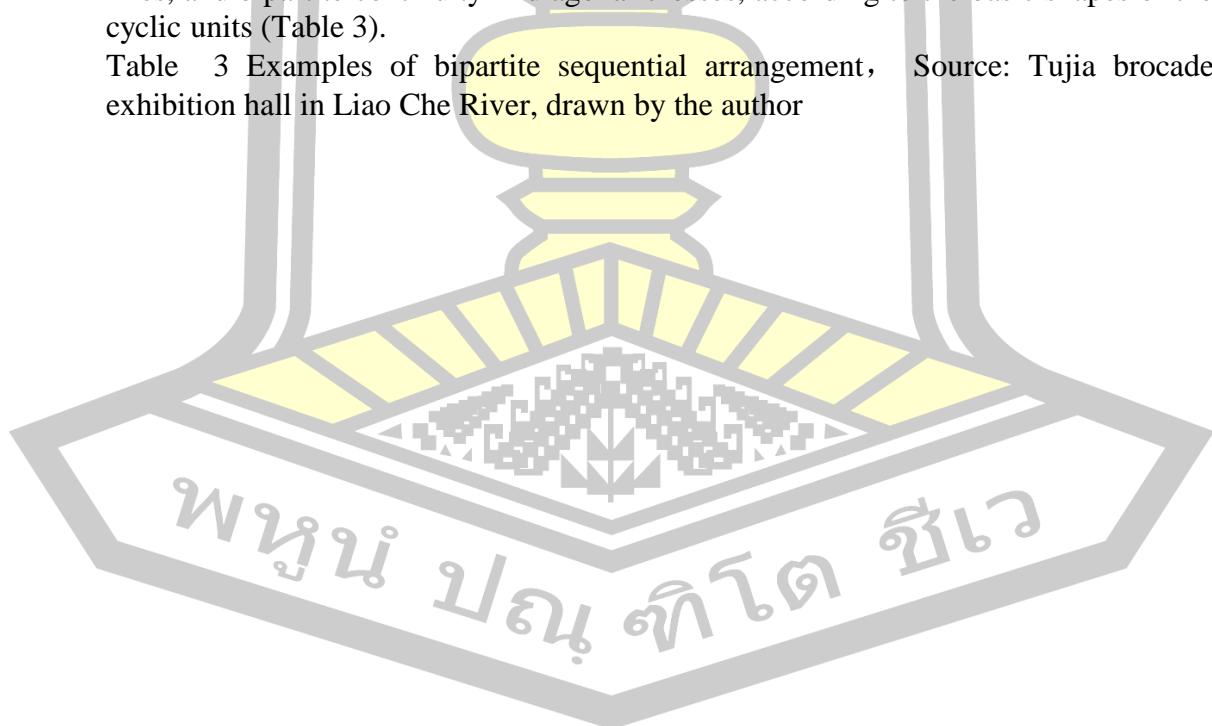 cyclic units (Table 3).
Table 3 Examples of bipartite sequential arrangement， Source: Tujia brocade
exhibition hall in Liao Che River, drawn by the author
พหูนํ ปณฺฑิโต ชีเว